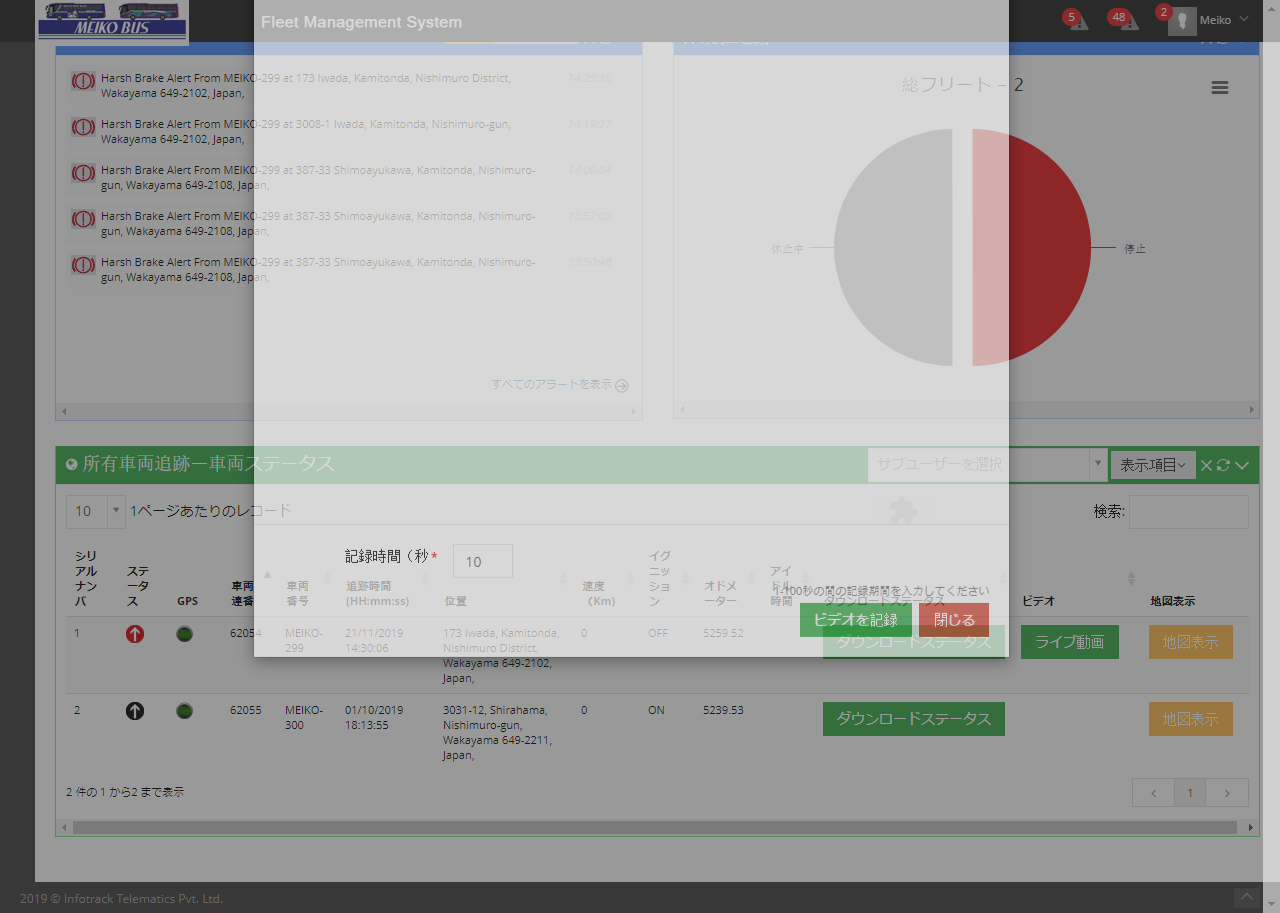 MEIKO BUS
Fleet Management System
5
48
2
Meiko
Harsh Brake Alert From MEIKO-299 at 173 Iwada, Kamitonda, Nishimuro District,
Wakayama 649-2102, Japan,
14:25:16
Harsh Brake Alert From MEIKO-299 at 3008-1 Iwada, Kamitonda, Nishimuro-gun,
Wakayama 649-2102, Japan,
14:19:27
Harsh Brake Alert From MEIKO-299 at 387-33 Shimoayukawa, Kamitonda, Nishimuro-
gun, Wakayama 649-2108, Japan,
14:06:04
Harsh Brake Alert From MEIKO-299 at 387-33 Shimoayukawa, Kamitonda, Nishimuro-
gun, Wakayama 649-2108, Japan,
13:57:03
Harsh Brake Alert From MEIKO-299 at 387-33 Shimoayukawa, Kamitonda, Nishimuro-
gun, Wakayama 649-2108, Japan,
13:50:48
すべてのアラートを表示
総フリート – 2
休止中
停止
所有車両追跡ー車両ステータス
サブユーザーを選択
表示項目
10
1ページあたりのレコード
検索:
記録時間（秒*
10
1-100秒の間の記録期間を入力してください
ビデオを記録
閉じる
シリ
アル
ナン
バ
ステ
ータ
ス
GPS
車両
連番
車両
番号
追跡時間
(HH:mm:ss)
位置
速度
（Km）
イグ
ニッ
ショ
ン
オドメ
ーター
アイ
ドル
時間
ダウンロードステータス
ビデオ
地図表示
1
62054
MEIKO-
299
21/11/2019
14:30:06
173 Iwada, Kamitonda,
Nishimuro District,
Wakayama 649-2102,
Japan,
0
OFF
5259.52
ダウンロードステータス
ライブ動画
地図表示
2
62055
MEIKO-
300
01/10/2019
18:13:55
3031-12, Shirahama,
Nishimuro-gun,
Wakayama 649-2211,
Japan,
0
ON
5239.53
ダウンロードステータス
地図表示
2 件の 1 から2 まで表示
1
2019 © Infotrack Telematics Pvt. Ltd.